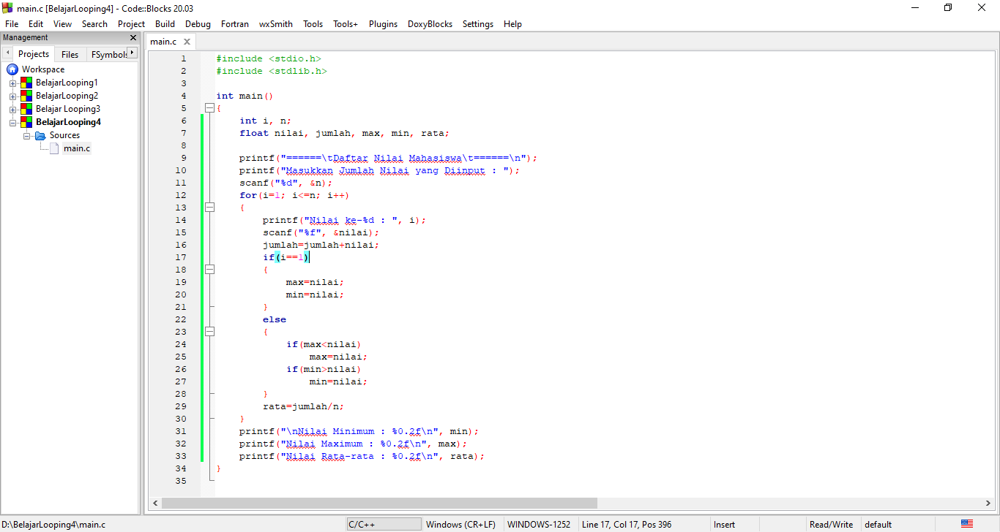 main.c [BelajarLooping4] - Code::Blocks 20.03
File Edit View Search Project Build Debug Fortran wxSmith Tools Tools+ Plugins DoxyBlocks Settings Help
Management
Projects Files FSymbols
Workspace
BelajarLooping1
BelajarLooping2
Belajar Looping3
BelajarLooping4
Sources
main.c
main.c
1 #include <stdio.h>
2 #include <stdlib.h>
3
4 int main()
5 {
6     int i, n;
7     float nilai, jumlah, max, min, rata;
8
9     printf("======\tDaftar Nilai Mahasiswa\t======\n");
10     printf("Masukkan Jumlah Nilai yang Diinput : ");
11     scanf("%d", &n);
12     for(i=1; i<=n; i++)
13     {
14         printf("Nilai ke-%d : ", i);
15         scanf("%f", &nilai);
16         jumlah=jumlah+nilai;
17         if(i==1)
18         {
19             max=nilai;
20             min=nilai;
21         }
22         else
23         {
24             if(max<nilai)
25                 max=nilai;
26             if(min>nilai)
27                 min=nilai;
28         }
29         rata=jumlah/n;
30     }
31     printf("\nNilai Minimum : %0.2f\n", min);
32     printf("Nilai Maximum : %0.2f\n", max);
33     printf("Nilai Rata-rata : %0.2f\n", rata);
34 }
35
D:\BelajarLooping4\main.c C/C++ Windows (CR+LF) WINDOWS-1252 Line 17, Col 17, Pos 396 Insert Read/Write default